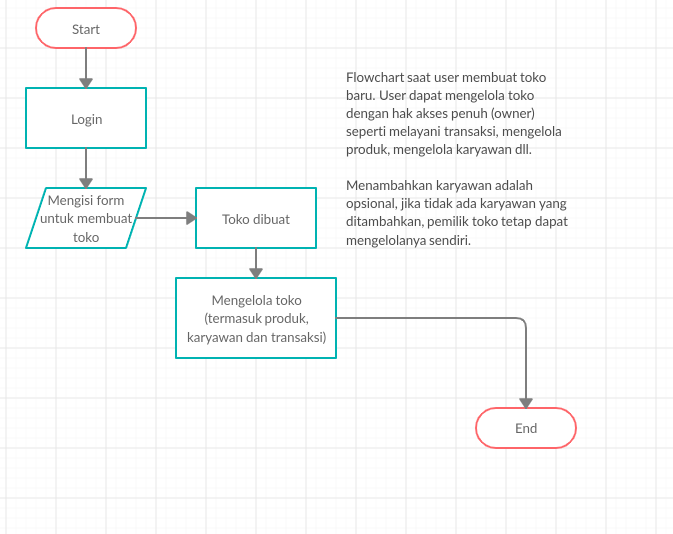 Start
Login
Mengisi form
untuk membuat
toko
Toko dibuat
Mengelola toko
(termasuk produk,
karyawan dan transaksi)
End
Flowchart saat user membuat toko
baru. User dapat mengelola toko
dengan hak akses penuh (owner)
seperti melayani transaksi, mengelola
produk, mengelola karyawan dll.
Menambahkan karyawan adalah
opsional, jika tidak ada karyawan yang
ditambahkan, pemilik toko tetap dapat
mengelolanya sendiri.